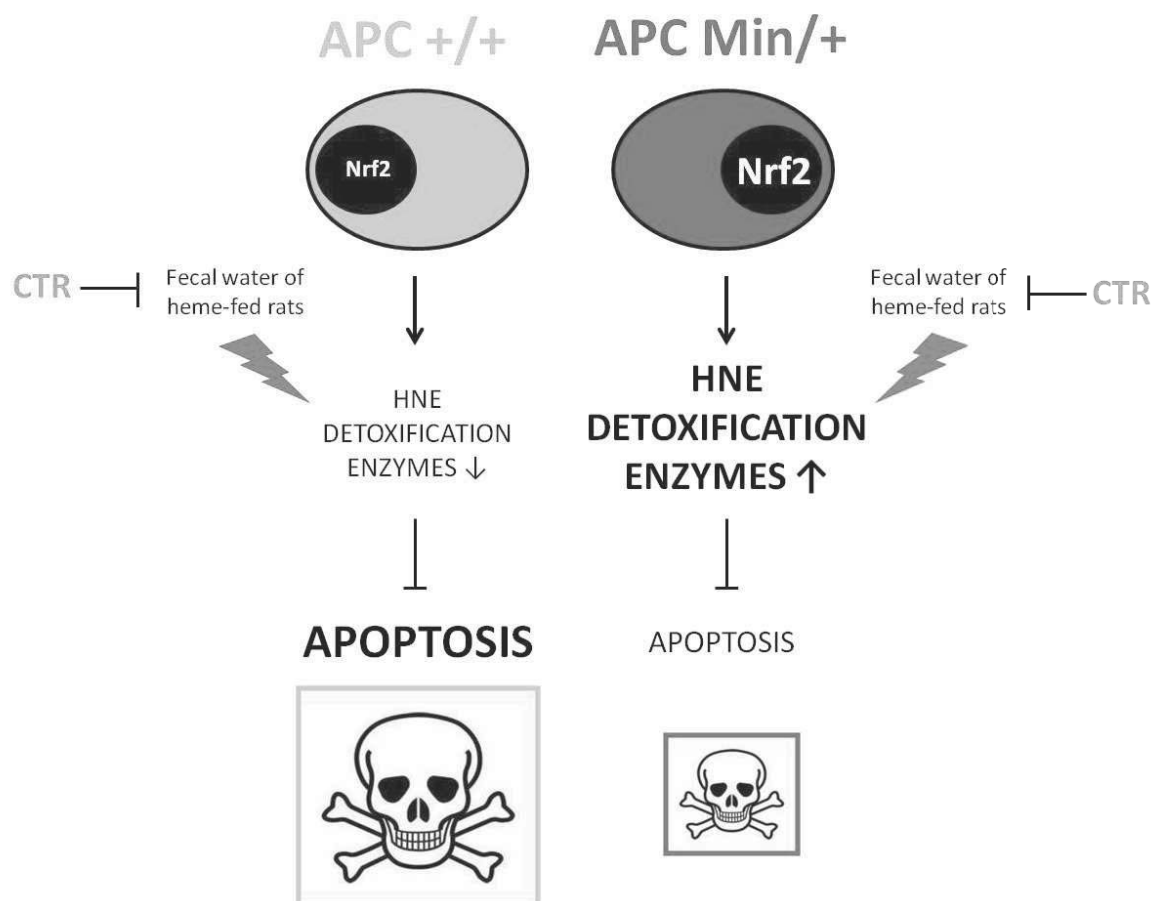 APC +/+
APC Min/+
Nrf2
Nrf2
CTR
Fecal water of
heme-fed rats
Fecal water of
heme-fed rats
CTR
HNE
DETOXIFICATION
ENZYMES ↓
HNE
DETOXIFICATION
ENZYMES ↑
APOPTOSIS
APOPTOSIS